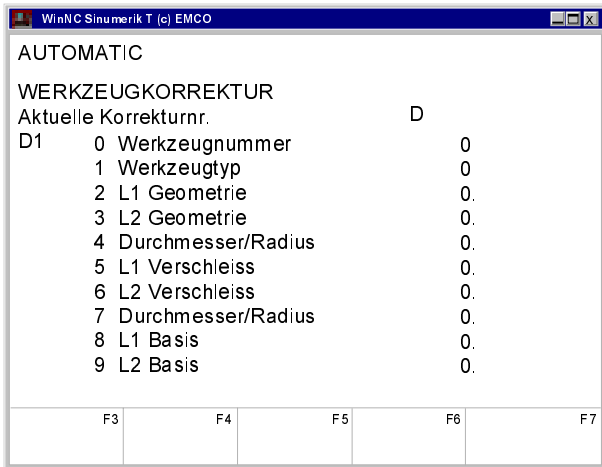 WinNC Sinumerik T (c) EMCO
AUTOMATIC
WERKZEUGKORREKTUR
Aktuelle Korrekturnr. D
D1 0 Werkzeugnummer 0
1 Werkzeugtyp 0
2 L1 Geometrie 0.
3 L2 Geometrie 0.
4 Durchmesser/Radius 0.
5 L1 Verschleiss 0.
6 L2 Verschleiss 0.
7 Durchmesser/Radius 0.
8 L1 Basis 0.
9 L2 Basis 0.
F3 F4 F5 F6 F7